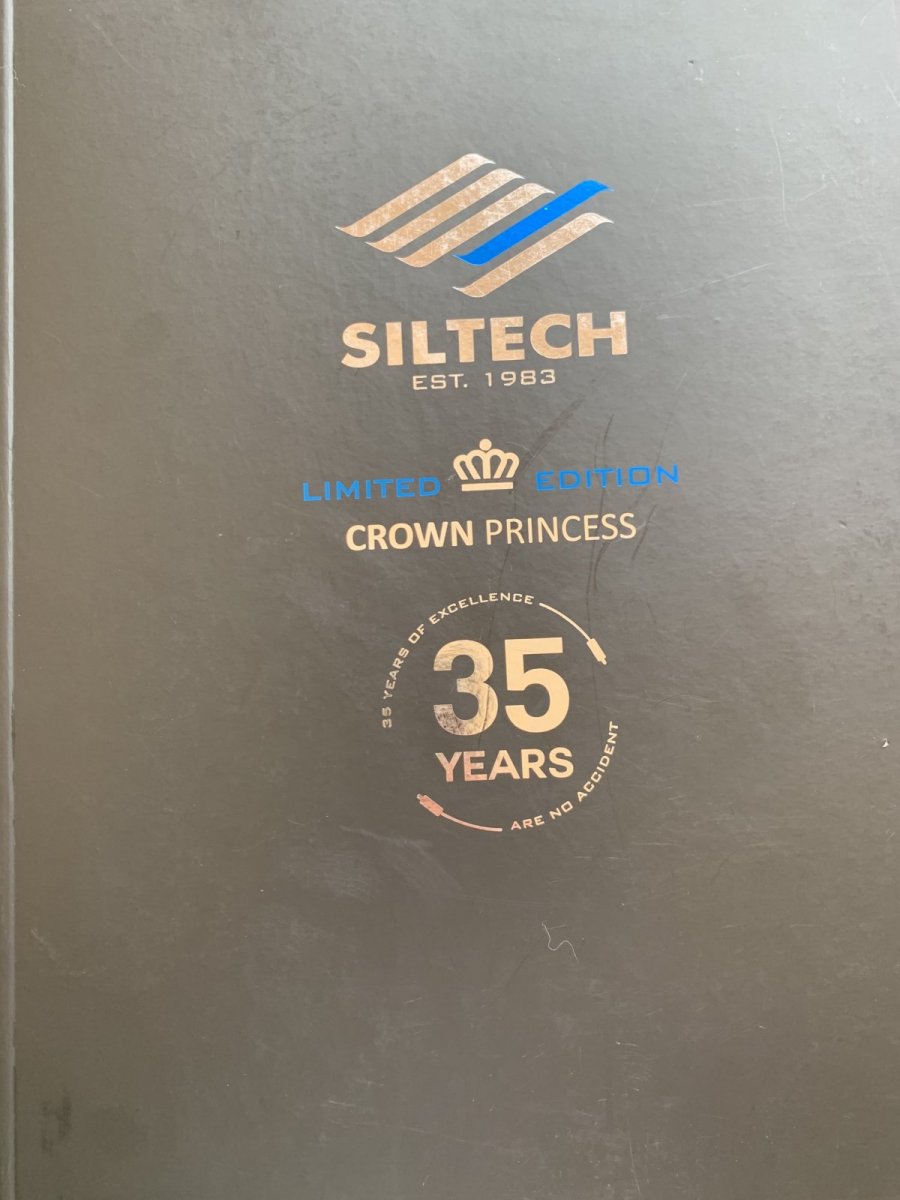 SILTECH
EST. 1983
LIMITED EDITION
CROWN PRINCESS
35 YEARS OF EXCELLENCE
35
YEARS
ARE NO ACCIDENT